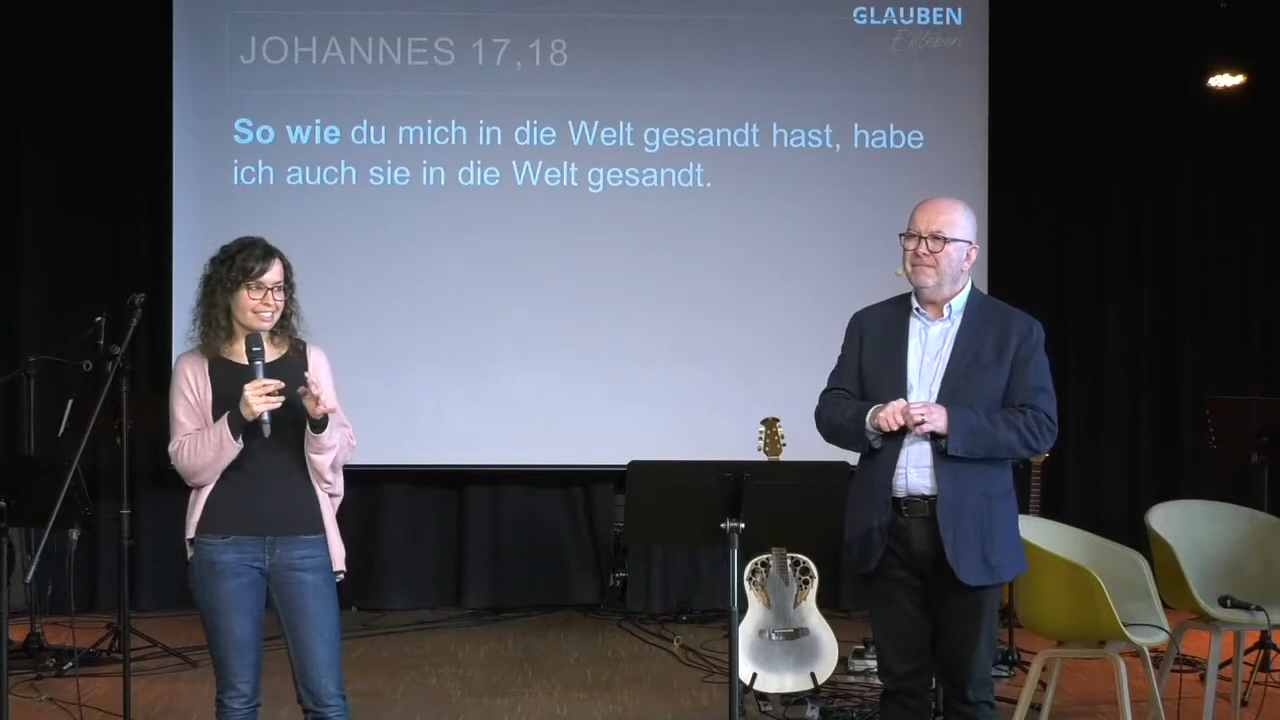 GLAUBEN
Erleben
JOHANNES 17,18
So wie du mich in die Welt gesandt hast, habe
ich auch sie in die Welt gesandt.